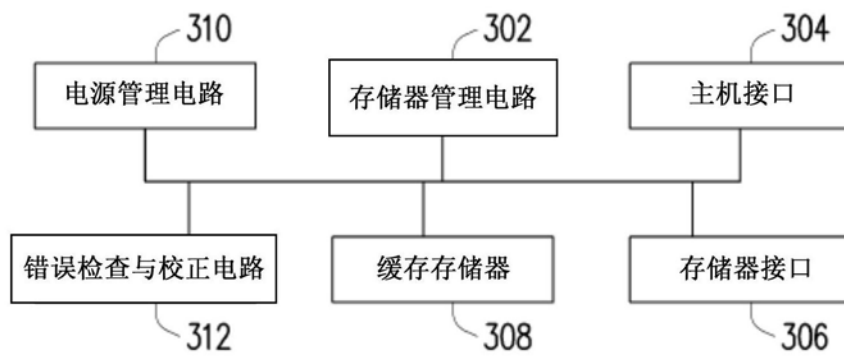 310
302
304
电源管理电路
存储器管理电路
主机接口
错误检查与校正电路
缓存存储器
存储器接口
312
308
306